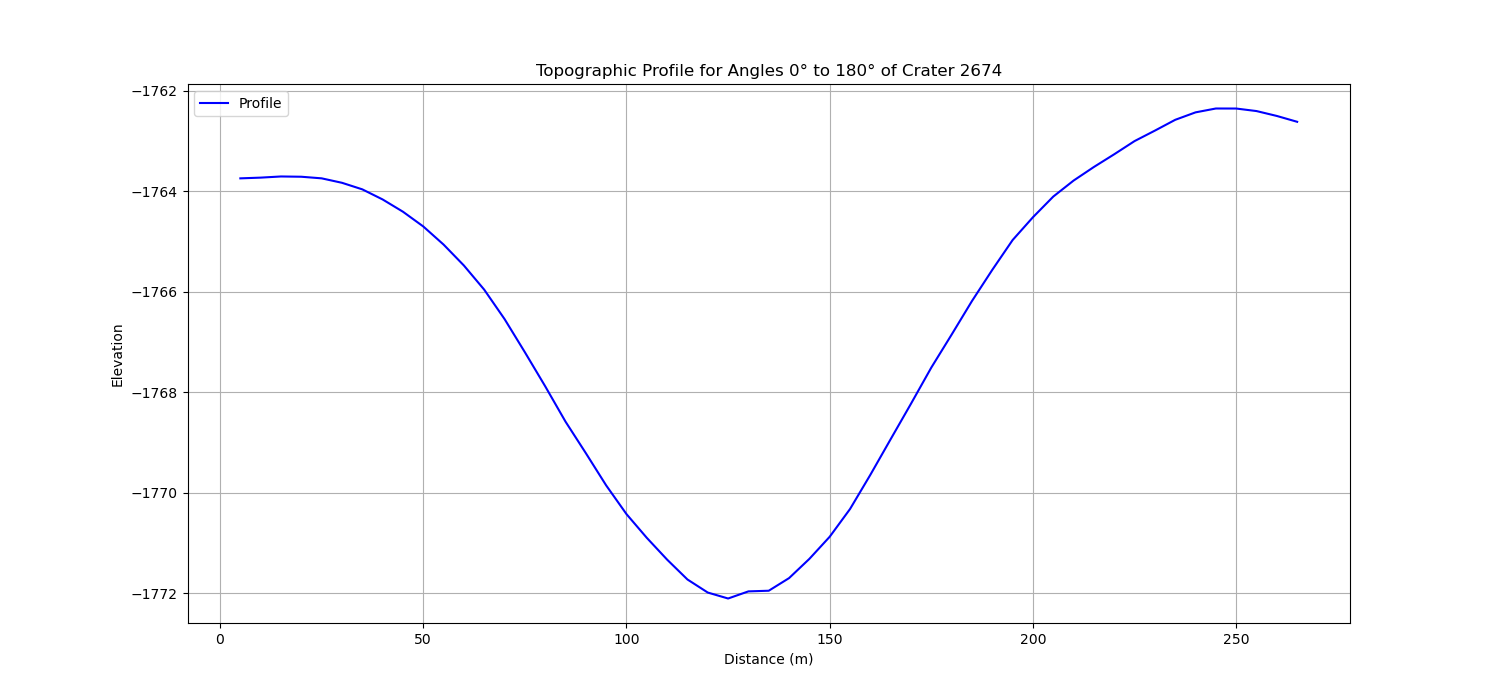 Topographic Profile for Angles 0° to 180° of Crater 2674
Profile
−1762
−1764
−1766
−1768
−1770
−1772
Elevation
0 50 100 150 200 250
Distance (m)